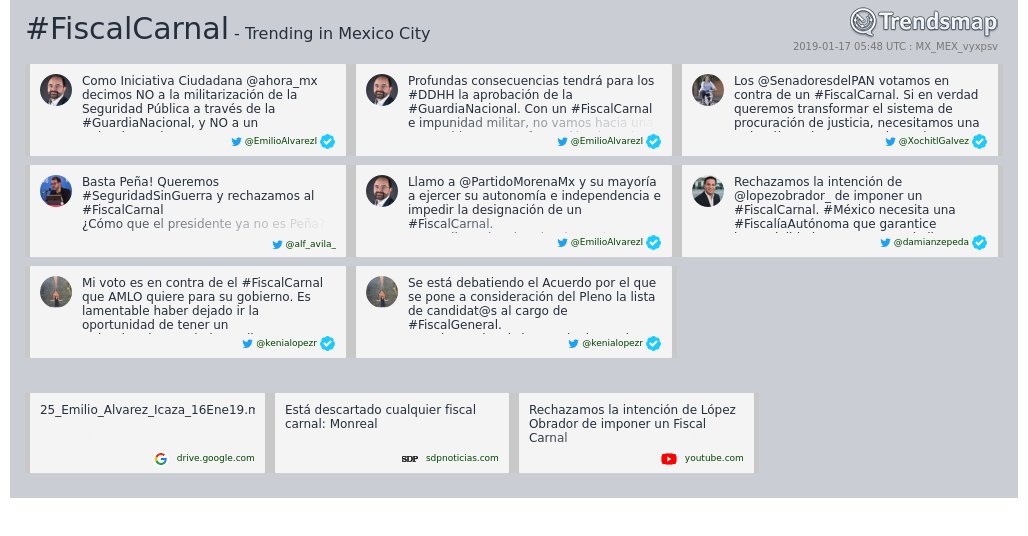 #FiscalCarnal - Trending in Mexico City
Trendsmap
2019-01-17 05:48 UTC : MX_MEX_vyxpsv
Como Iniciativa Ciudadana @ahora_mx
decimos NO a la militarización de la
Seguridad Pública a través de la
#GuardiaNacional, y NO a un
@EmilioAlvarezI
Profundas consecuencias tendrá para los
#DDHH la aprobación de la
#GuardiaNacional. Con un #FiscalCarnal
e impunidad militar, no vamos hacia una
@EmilioAlvarezI
Los @SenadoresdelPAN votamos en
contra de un #FiscalCarnal. Si en verdad
queremos transformar el sistema de
procuración de justicia, necesitamos una
@XochitlGalvez
Basta Peña! Queremos
#SeguridadSinGuerra y rechazamos al
#FiscalCarnal
¿Cómo que el presidente ya no es Peña?
@alf_avila_
Llamo a @PartidoMorenaMx y su mayoría
a ejercer su autonomía e independencia e
impedir la designación de un
#FiscalCarnal.
@EmilioAlvarezI
Rechazamos la intención de
@lopezobrador_ de imponer un
#FiscalCarnal. #México necesita una
#FiscalíaAutónoma que garantice
@damianzepeda
Mi voto es en contra de el #FiscalCarnal
que AMLO quiere para su gobierno. Es
lamentable haber dejado ir la
oportunidad de tener un
@kenialopezr
Se está debatiendo el Acuerdo por el que
se pone a consideración del Pleno la lista
de candidat@s al cargo de
#FiscalGeneral.
@kenialopezr
25_Emilio_Alvarez_Icaza_16Ene19.n
drive.google.com
Está descartado cualquier fiscal
carnal: Monreal
SDP sdpnoticias.com
Rechazamos la intención de López
Obrador de imponer un Fiscal
Carnal
youtube.com